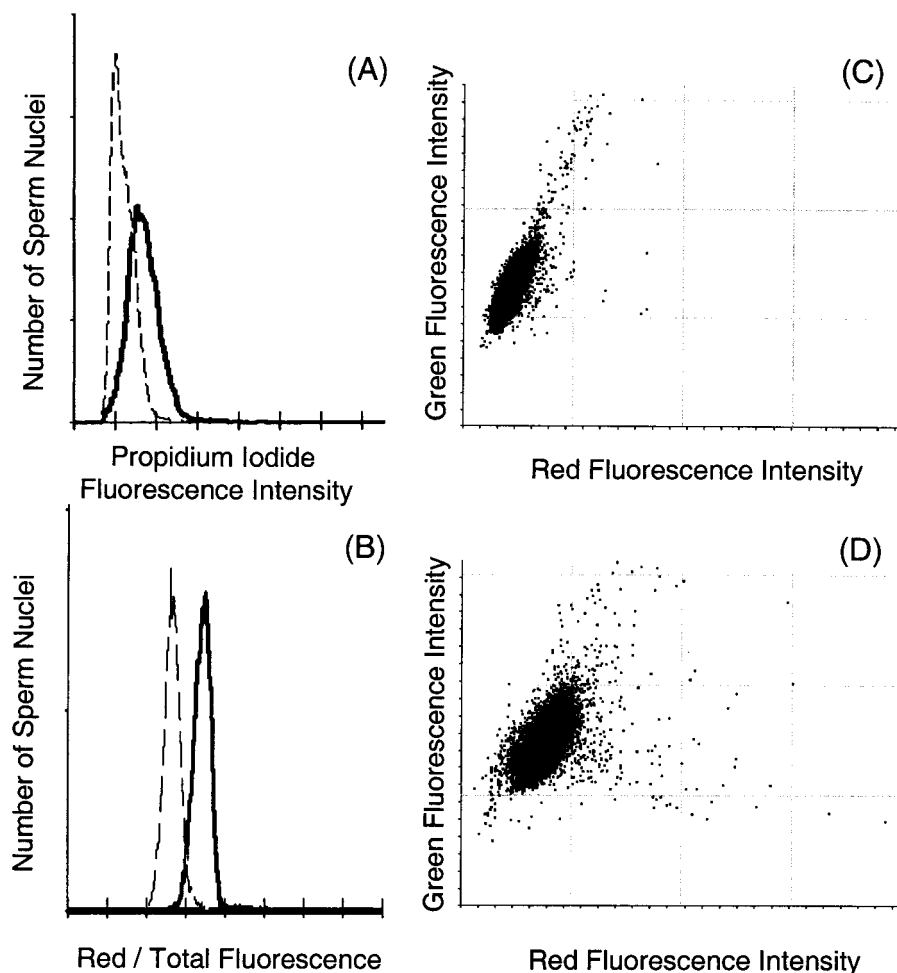 (A)
Number of Sperm Nuclei
Propidium Iodide
Fluorescence Intensity
(B)
Number of Sperm Nuclei
Red / Total Fluorescence
(C)
Green Fluorescence Intensity
Red Fluorescence Intensity
(D)
Green Fluorescence Intensity
Red Fluorescence Intensity